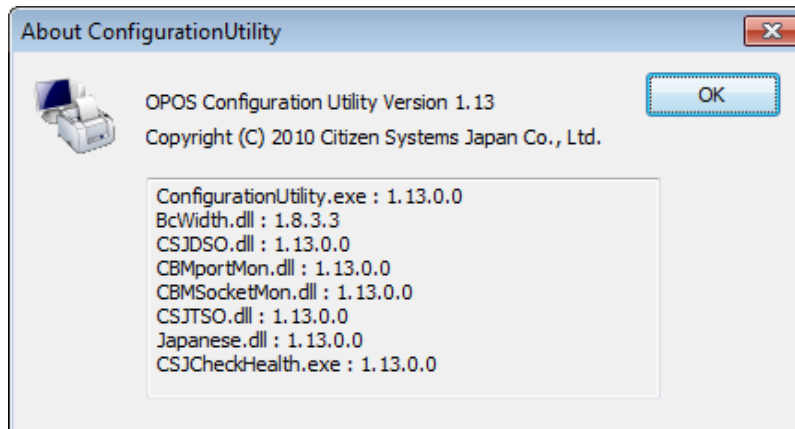 About ConfigurationUtility
OPOS Configuration Utility Version 1.13
OK
Copyright (C) 2010 Citizen Systems Japan Co., Ltd.
ConfigurationUtility.exe : 1.13.0.0
BcWidth.dll : 1.8.3.3
CSJDSO.dll : 1.13.0.0
CBMportMon.dll : 1.13.0.0
CBMSocketMon.dll : 1.13.0.0
CSJTSO.dll : 1.13.0.0
Japanese.dll : 1.13.0.0
CSJCheckHealth.exe : 1.13.0.0